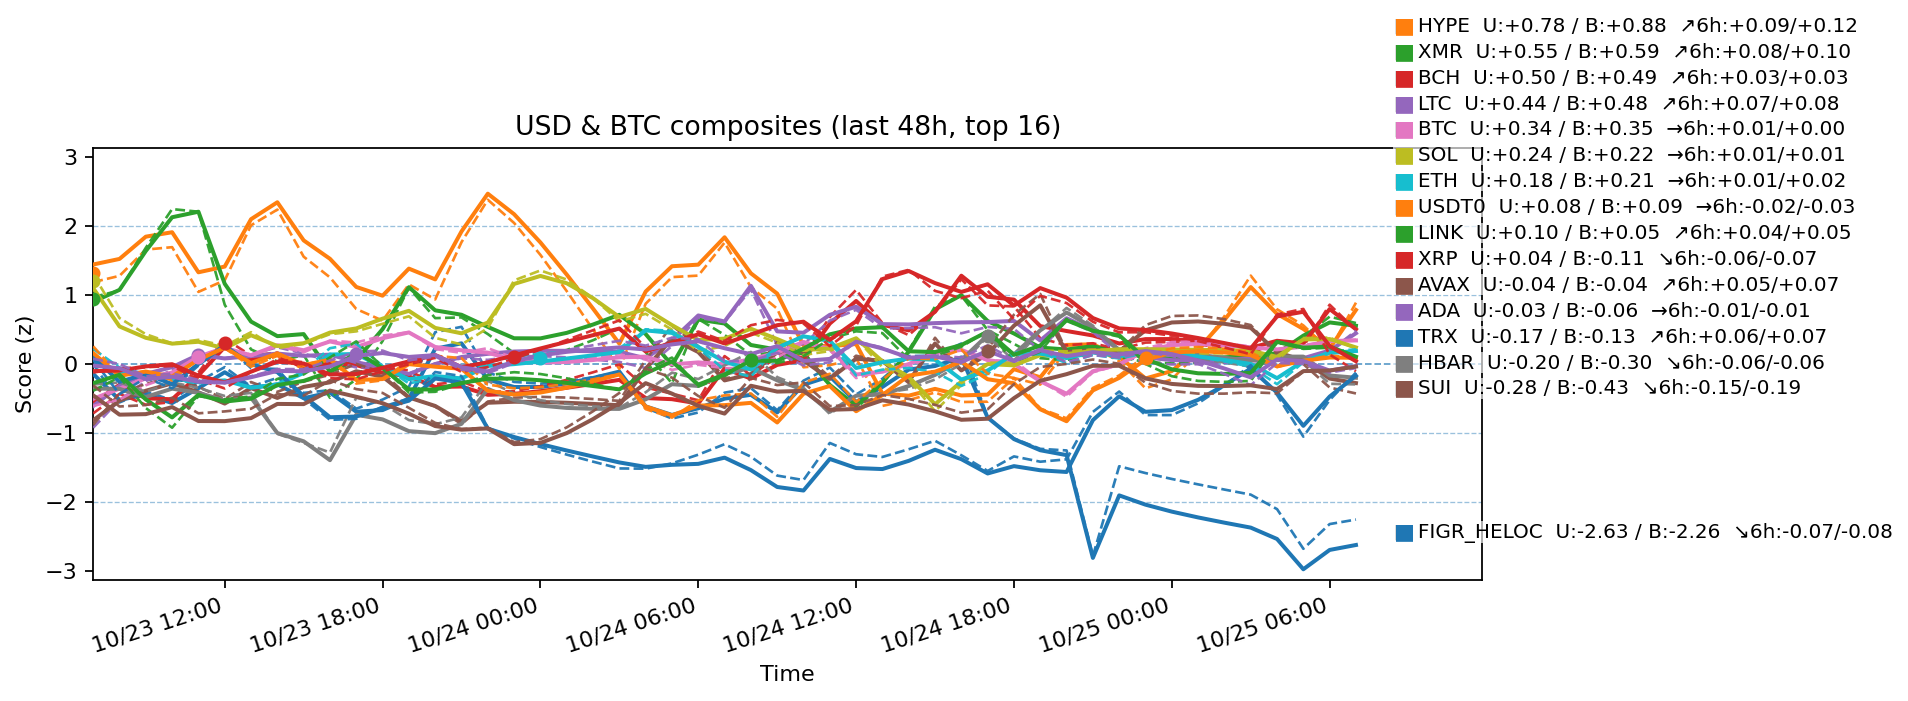 HYPE  U:+0.78 / B:+0.88  ↗6h:+0.09/+0.12
XMR  U:+0.55 / B:+0.59  ↗6h:+0.08/+0.10
BCH  U:+0.50 / B:+0.49  ↗6h:+0.03/+0.03
LTC  U:+0.44 / B:+0.48  ↗6h:+0.07/+0.08
BTC  U:+0.34 / B:+0.35  →6h:+0.01/+0.00
SOL  U:+0.24 / B:+0.22  →6h:+0.01/+0.01
ETH  U:+0.18 / B:+0.21  →6h:+0.01/+0.02
USDT0  U:+0.08 / B:+0.09  →6h:-0.02/-0.03
LINK  U:+0.10 / B:+0.05  ↗6h:+0.04/+0.05
XRP  U:+0.04 / B:-0.11  ↘6h:-0.06/-0.07
AVAX  U:-0.04 / B:-0.04  ↗6h:+0.05/+0.07
ADA  U:-0.03 / B:-0.06  →6h:-0.01/-0.01
TRX  U:-0.17 / B:-0.13  ↗6h:+0.06/+0.07
HBAR  U:-0.20 / B:-0.30  ↘6h:-0.06/-0.06
SUI  U:-0.28 / B:-0.43  ↘6h:-0.15/-0.19
FIGR_HELOC  U:-2.63 / B:-2.26  ↘6h:-0.07/-0.08
USD & BTC composites (last 48h, top 16)
3
2
1
0
−1
−2
−3
Score (z)
10/23 12:00
10/23 18:00
10/24 00:00
10/24 06:00
10/24 12:00
10/24 18:00
10/25 00:00
10/25 06:00
Time